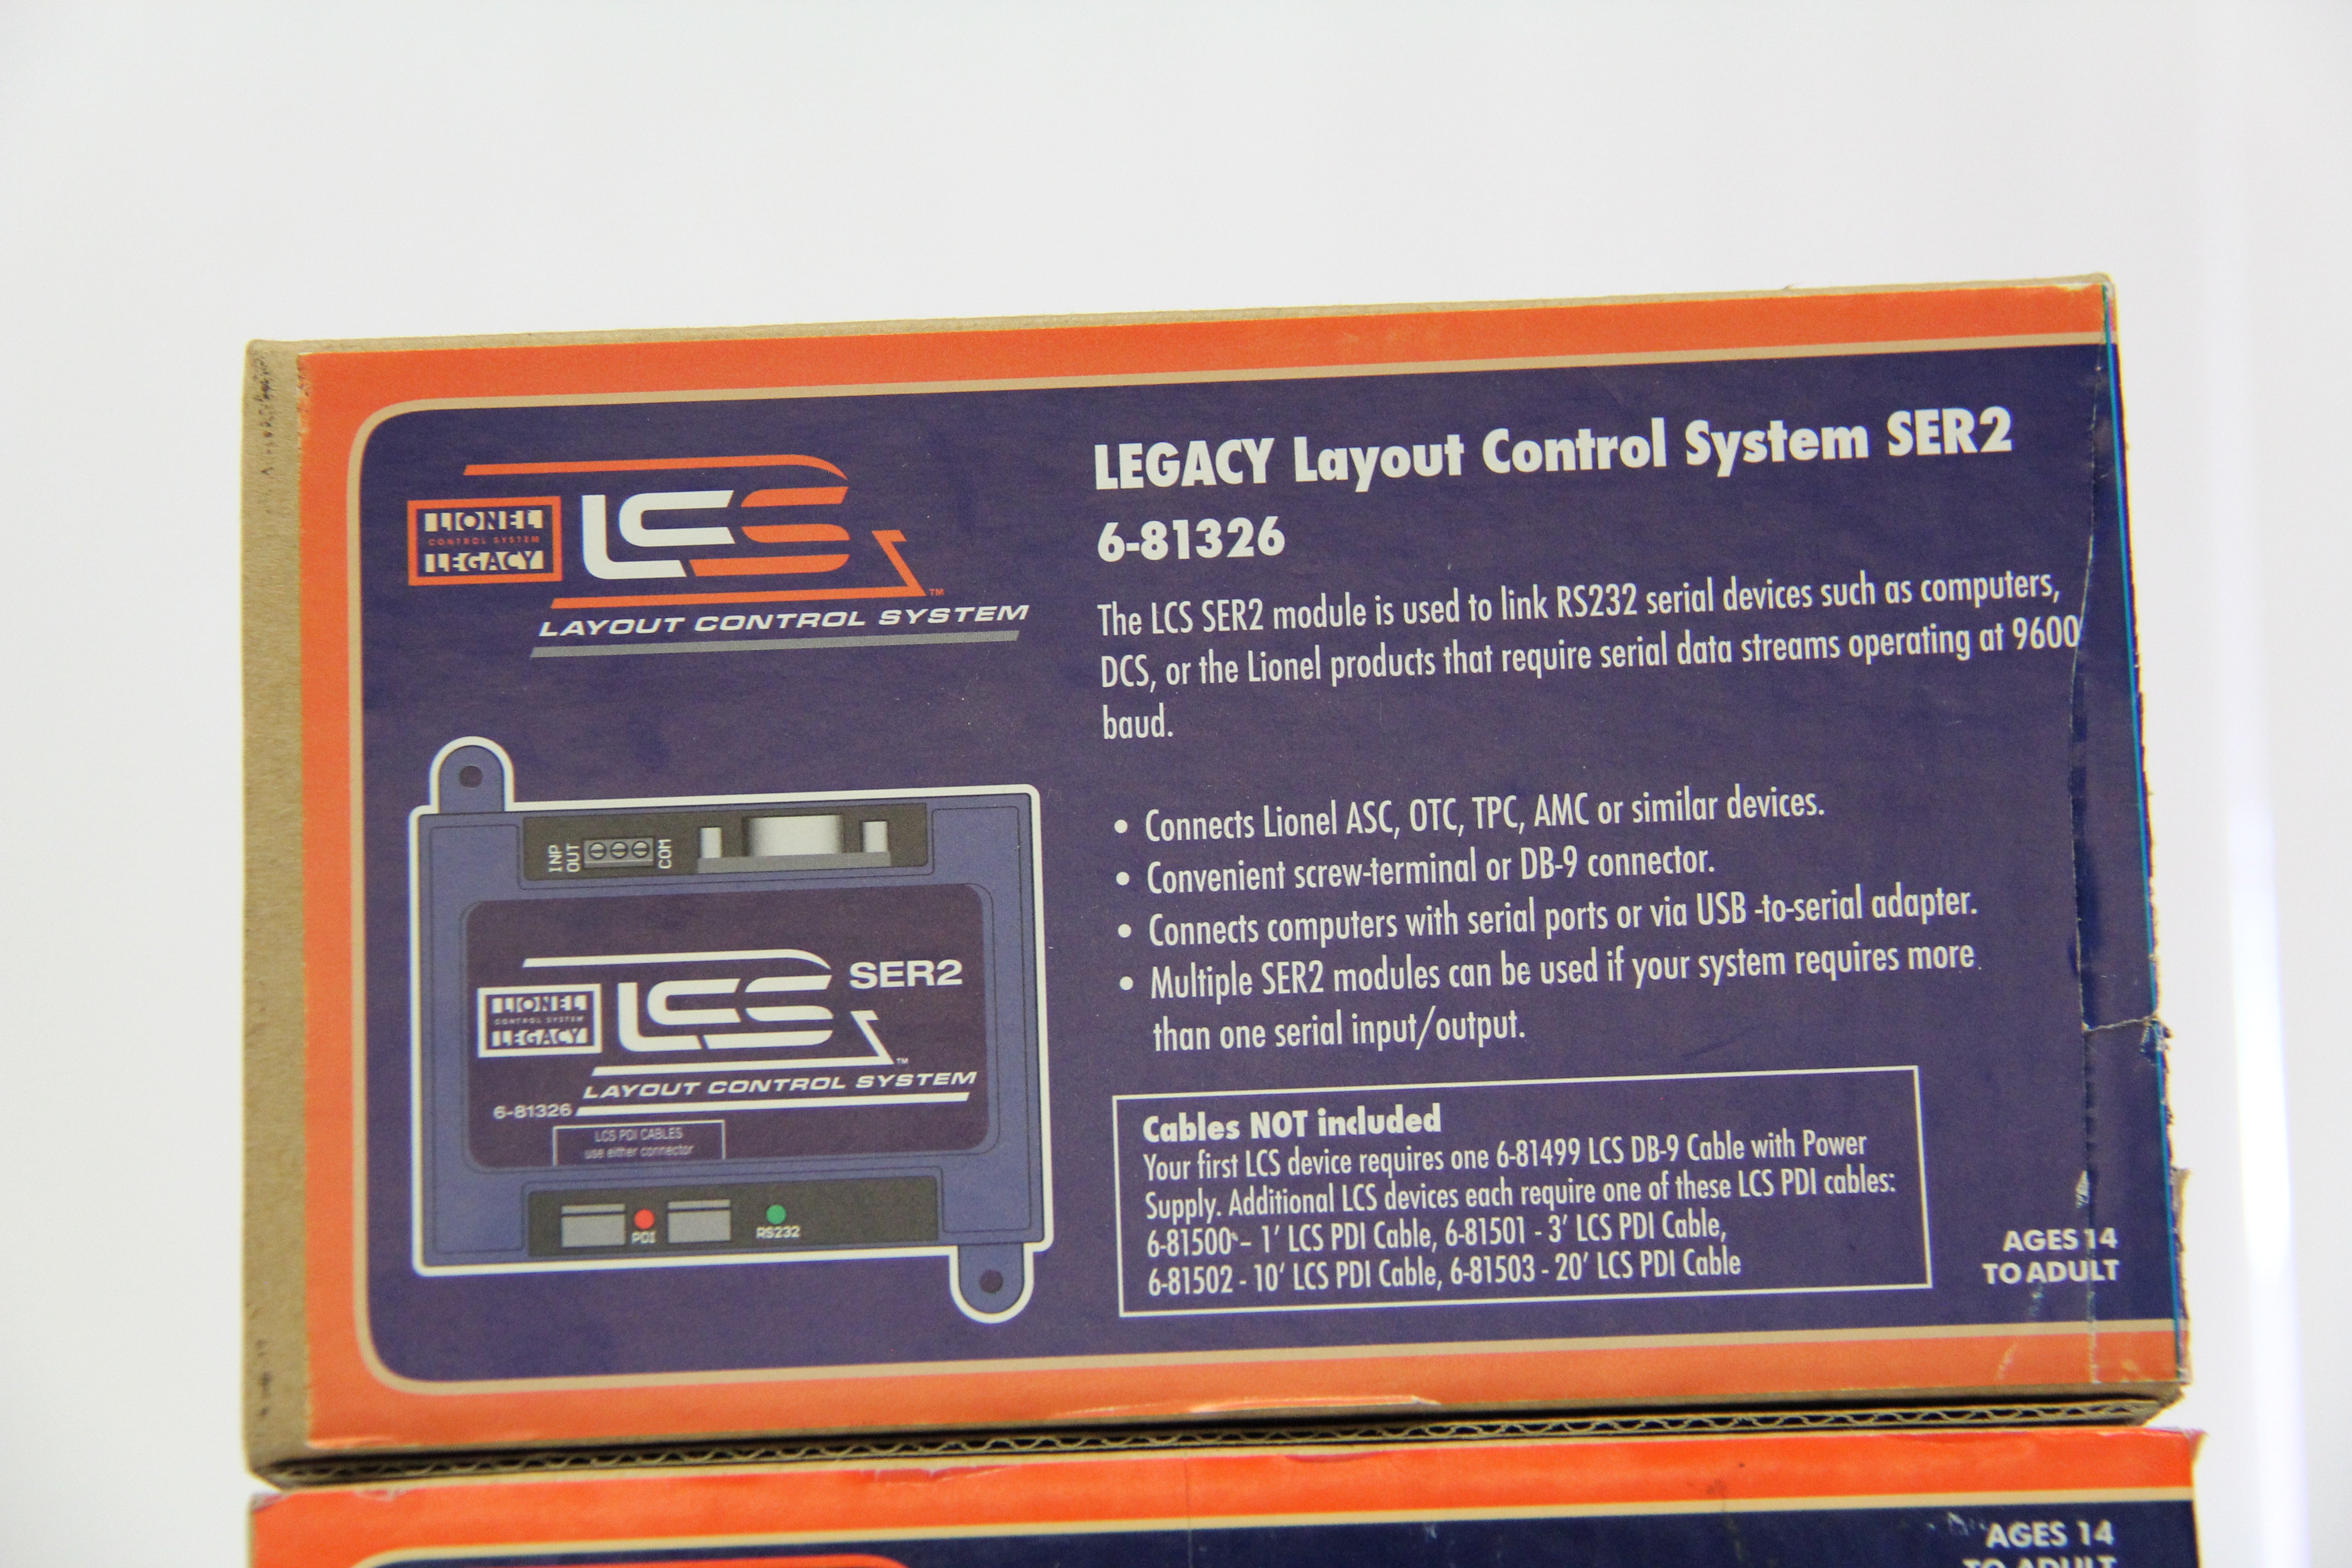 LIONEL
CONTROL SYSTEM
LEGACY
LCS
TM
LAYOUT CONTROL SYSTEM
LEGACY Layout Control System SER2
6-81326
The LCS SER2 module is used to link RS232 serial devices such as computers,
DCS, or the Lionel products that require serial data streams operating at 9600
baud.
• Connects Lionel ASC, OTC, TPC, AMC or similar devices.
• Convenient screw-terminal or DB-9 connector.
• Connects computers with serial ports or via USB -to-serial adapter.
• Multiple SER2 modules can be used if your system requires more
than one serial input/output.
INP
OUT
COM
LIONEL
CONTROL SYSTEM
LEGACY
LCS
SER2
TM
LAYOUT CONTROL SYSTEM
6-81326
LCS PDI CABLES
use either connector
PDI
RS232
Cables NOT included
Your first LCS device requires one 6-81499 LCS DB-9 Cable with Power
Supply. Additional LCS devices each require one of these LCS PDI cables:
6-81500 – 1' LCS PDI Cable, 6-81501 - 3' LCS PDI Cable,
6-81502 - 10' LCS PDI Cable, 6-81503 - 20' LCS PDI Cable
AGES 14
TO ADULT
AGES 14
TO ADULT